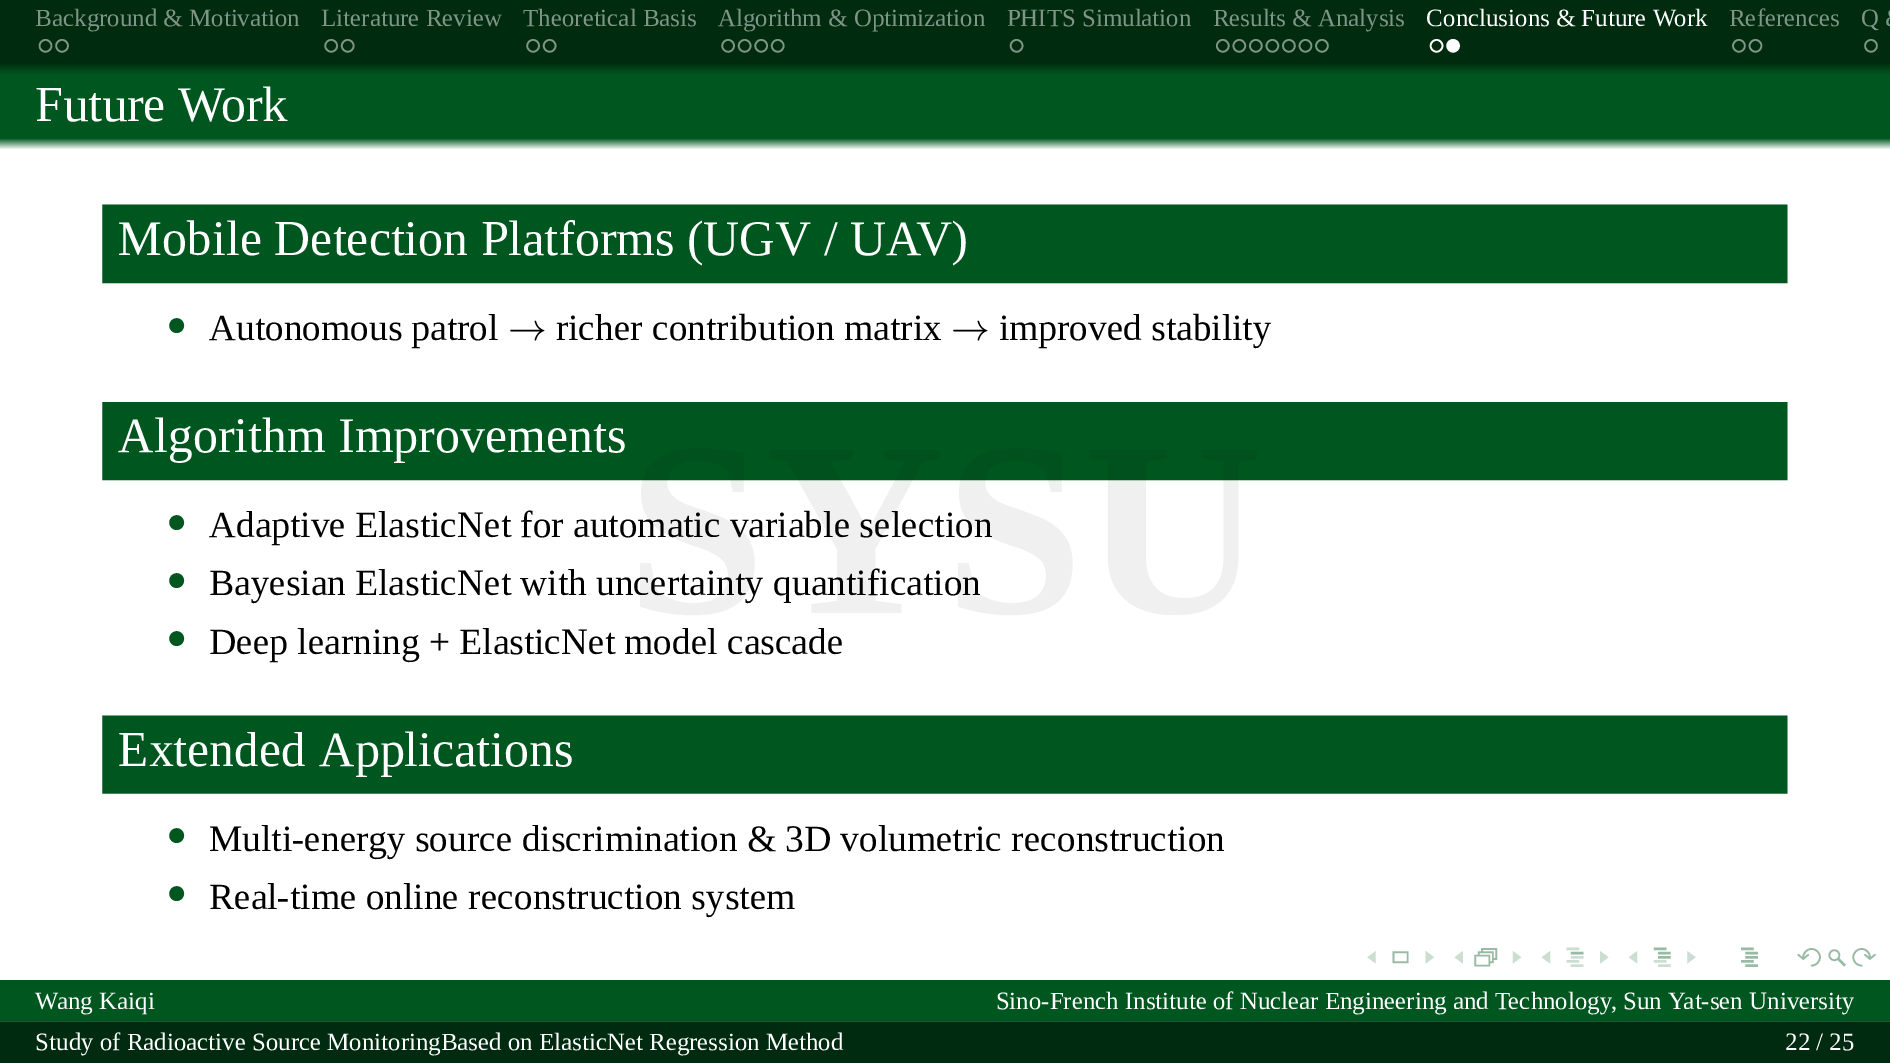 Background & Motivation Literature Review Theoretical Basis Algorithm & Optimization PHITS Simulation Results & Analysis Conclusions & Future Work References Q
Future Work
Mobile Detection Platforms (UGV / UAV)
• Autonomous patrol → richer contribution matrix → improved stability
Algorithm Improvements
SYSU
• Adaptive ElasticNet for automatic variable selection
• Bayesian ElasticNet with uncertainty quantification
• Deep learning + ElasticNet model cascade
Extended Applications
• Multi-energy source discrimination & 3D volumetric reconstruction
• Real-time online reconstruction system
Wang Kaiqi Sino-French Institute of Nuclear Engineering and Technology, Sun Yat-sen University
Study of Radioactive Source MonitoringBased on ElasticNet Regression Method 22 / 25